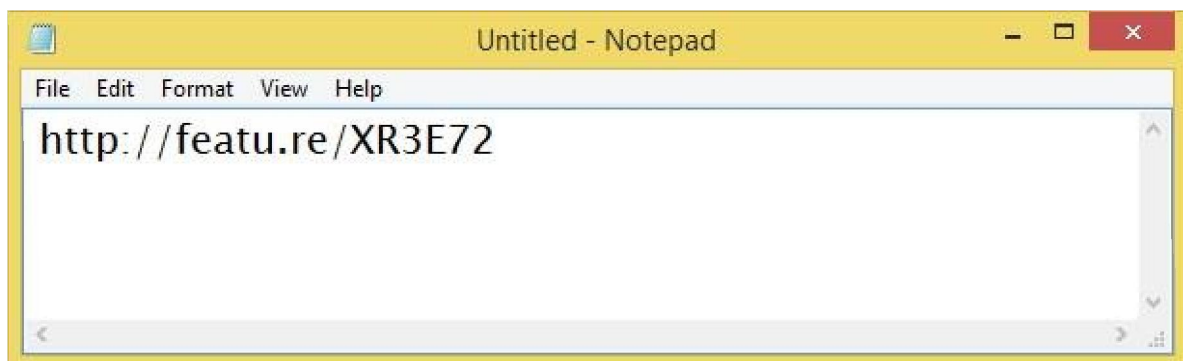 Untitled - Notepad
File Edit Format View Help
http://featu.re/XR3E72